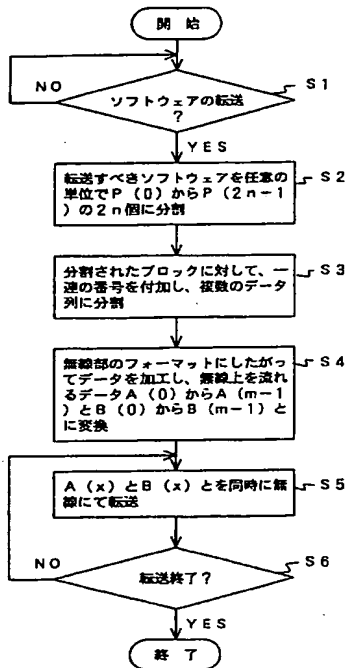 開 始
NO
S1
ソフトウェアの転送
?
YES
転送すべきソフトウェアを任意の
単位でP(0)からP(2n-1
)の2n個に分割
S2
分割されたブロックに対して、一
連の番号を付加し、複数のデータ
列に分割
S3
無線部のフォーマットにしたがっ
てデータを加工し、無線上を流れ
るデータA(0)からA(m-1
)とB(0)からB(m-1)と
に変換
S4
A(x)とB(x)とを同時に無
線にて転送
S5
NO
S6
転送終了?
YES
終 了